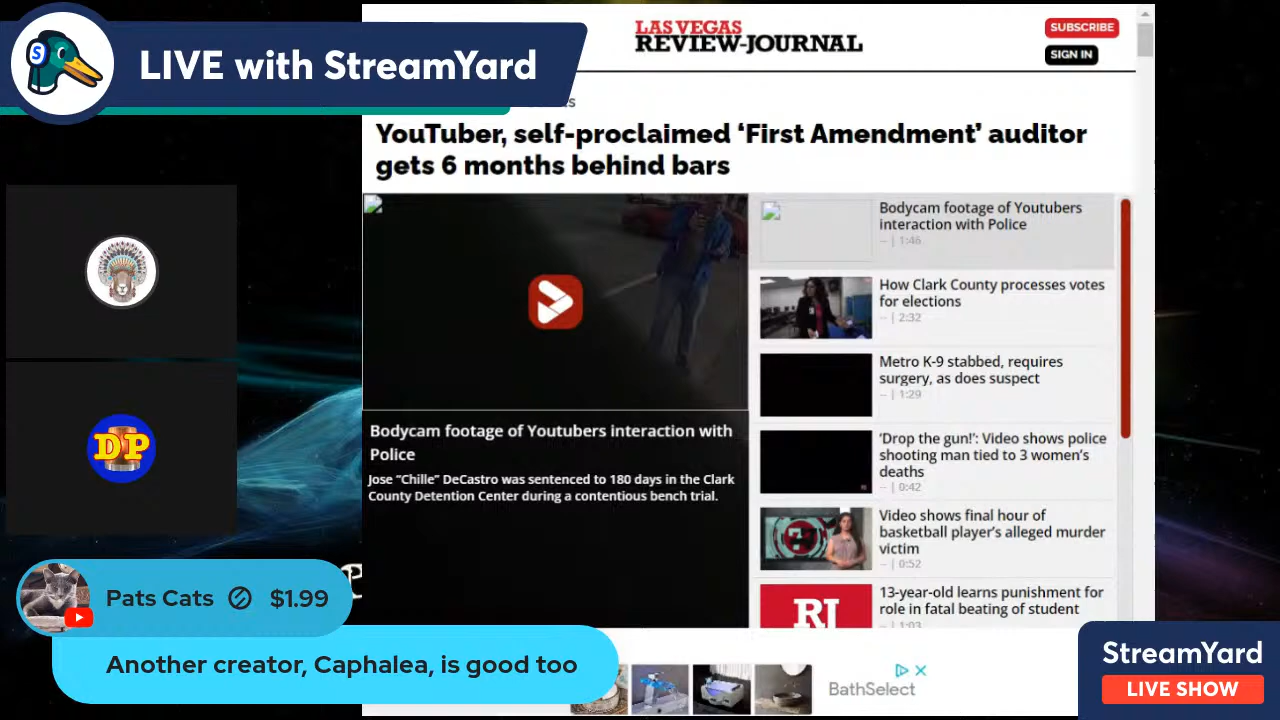 LIVE with StreamYard
LAS VEGAS
REVIEW-JOURNAL
SUBSCRIBE
SIGN IN
YouTuber, self-proclaimed ‘First Amendment’ auditor
gets 6 months behind bars
Bodycam footage of Youtubers
interaction with Police
-- | 1:46
How Clark County processes votes
for elections
-- | 2:32
Metro K-9 stabbed, requires
surgery, as does suspect
-- | 1:29
‘Drop the gun!’: Video shows police
shooting man tied to 3 women’s
deaths
-- | 0:42
Video shows final hour of
basketball player’s alleged murder
victim
-- | 0:52
13-year-old learns punishment for
role in fatal beating of student
-- | 1:03
RJ
Bodycam footage of Youtubers interaction with
Police
Jose “Chille” DeCastro was sentenced to 180 days in the Clark
County Detention Center during a contentious bench trial.
S
DP
Pats Cats $1.99
Another creator, Caphalea, is good too
BathSelect
StreamYard
LIVE SHOW